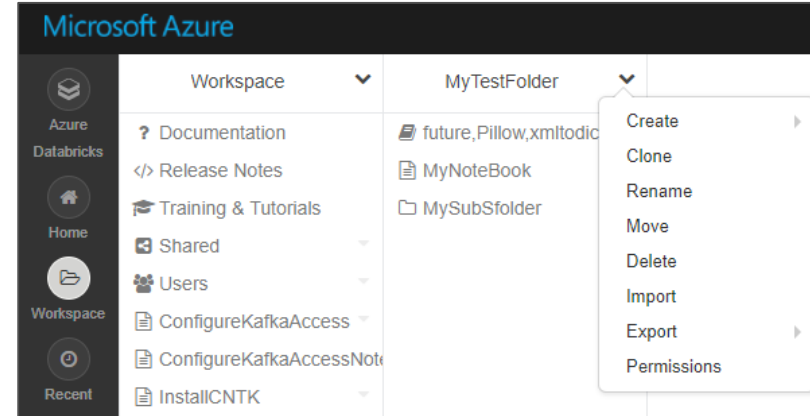 Microsoft Azure
Azure
Databricks
Home
Workspace
Recent
Workspace
? Documentation
</> Release Notes
Training & Tutorials
Shared
Users
ConfigureKafkaAccess
ConfigureKafkaAccessNote
InstallCNTK
MyTestFolder
future,Pillow,xmltodic
MyNoteBook
MySubSfolder
Create
Clone
Rename
Move
Delete
Import
Export
Permissions